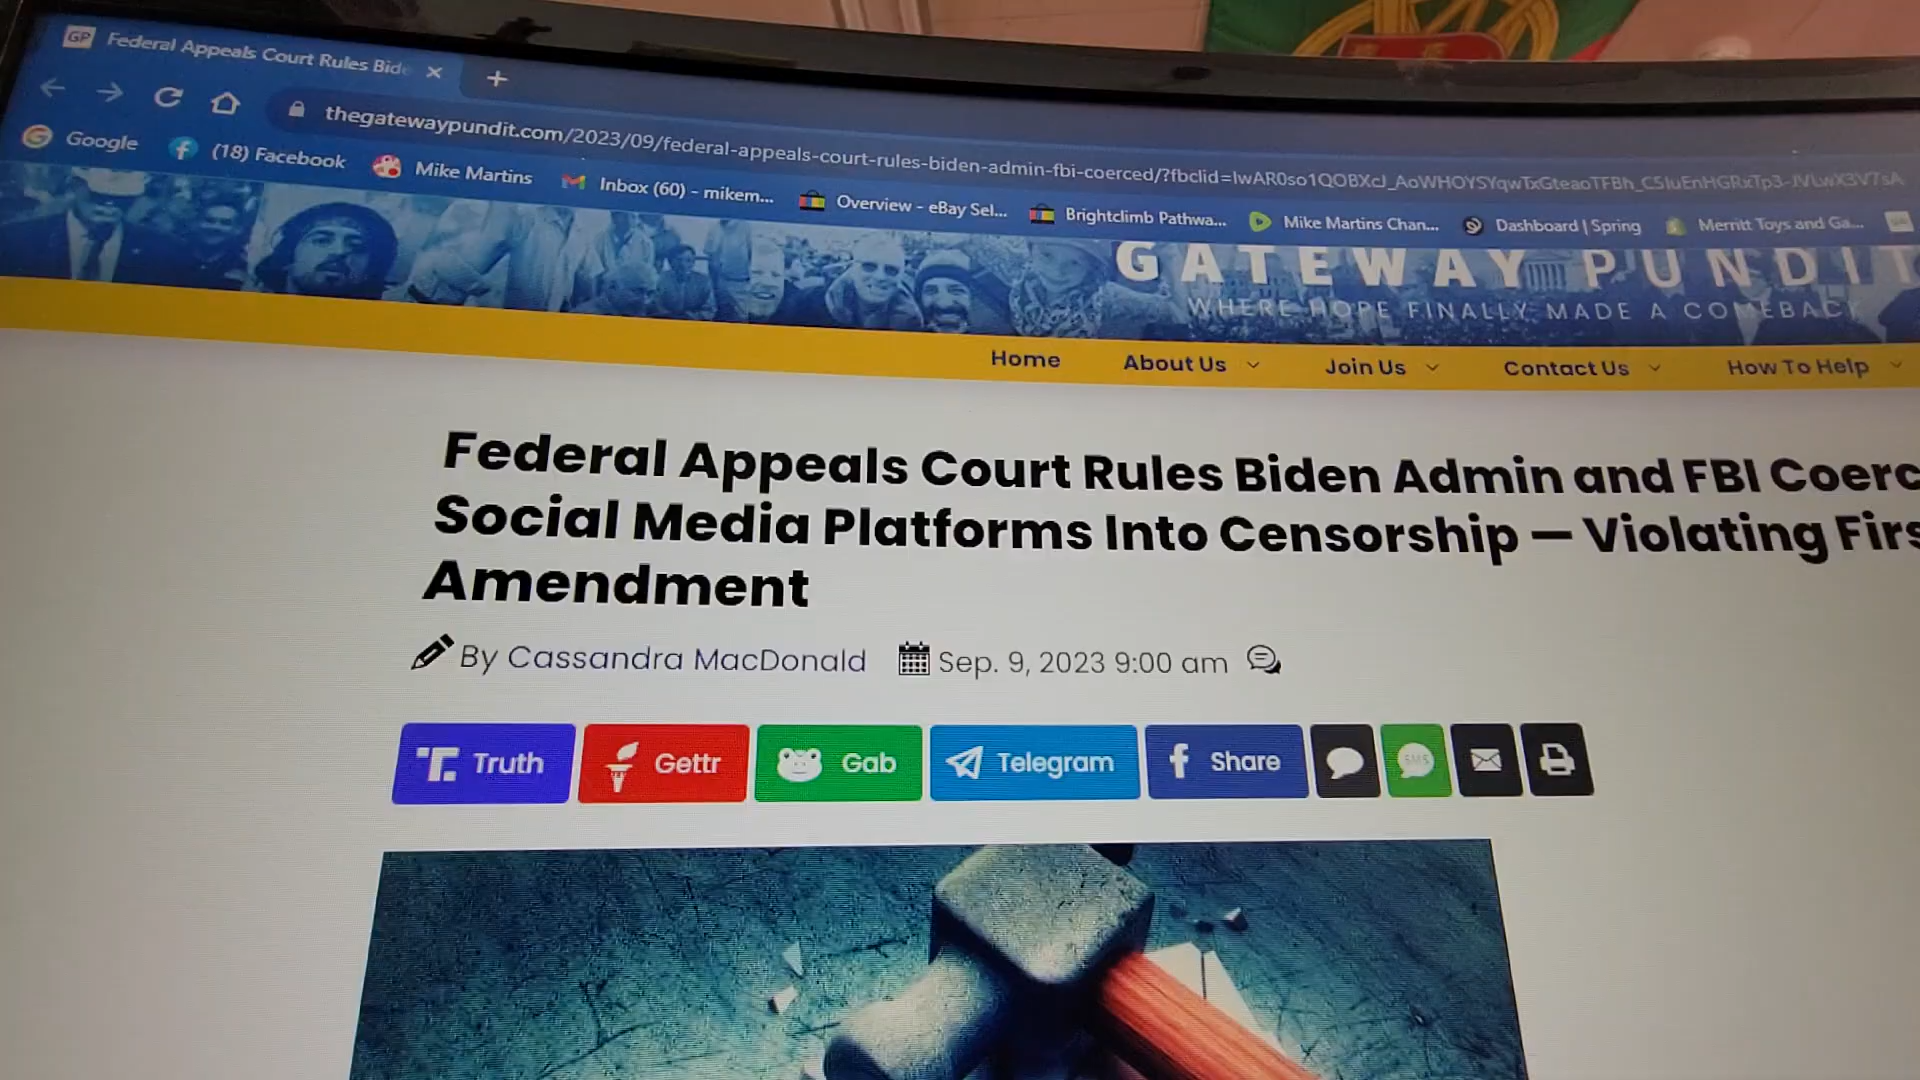 GP Federal Appeals Court Rules Bide
thegatewaypundit.com/2023/09/federal-appeals-court-rules-biden-admin-fbi-coerced/?fbclid=
Google (18) Facebook Mike Martins Inbox (60) - mikem... Overview - eBay Sel... Brightclimb Pathwa... Mike Martins Chan... Dashboard | Spring Merritt Toys and Ga...
GATEWAY PUNDIT
WHERE HOPE FINALLY MADE A COMEBACK
Home About Us Join Us Contact Us How To Help
Federal Appeals Court Rules Biden Admin and FBI Coerc
Social Media Platforms Into Censorship — Violating Firs
Amendment
By Cassandra MacDonald Sep. 9, 2023 9:00 am
Truth Gettr Gab Telegram Share SMS